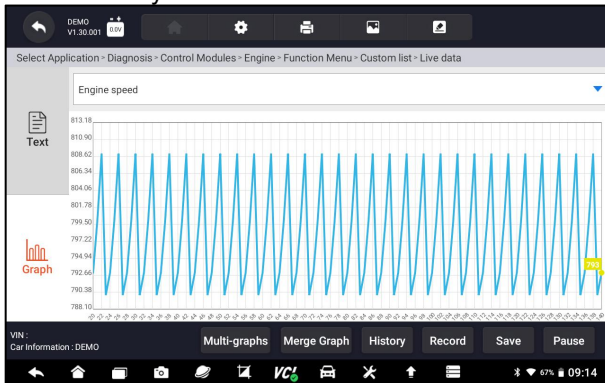 DEMO
V1.30.001
0.0V
Select Application > Diagnosis > Control Modules > Engine > Function Menu > Custom list > Live data
Engine speed
Text
Graph
813.18
810.90
808.62
806.34
804.06
801.78
799.50
797.22
794.94
792.66
790.38
788.10
793
VIN :
Car Information : DEMO
Multi-graphs
Merge Graph
History
Record
Save
Pause
VCI
67%
09:14